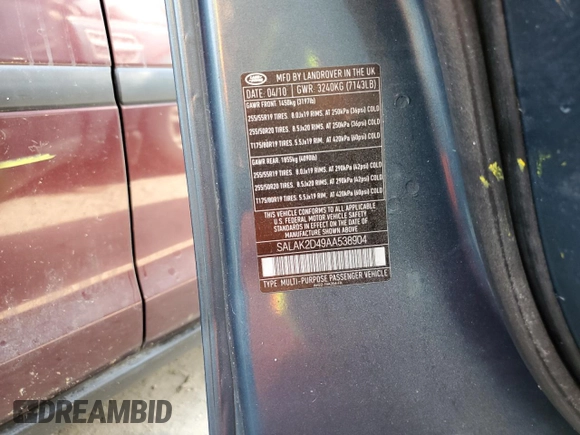 LAND ROVER
MFD BY LANDROVER IN THE UK
DATE: 04/10 GWR: 3240KG (7143LB)
GAWR FRONT: 1450kg (3197lb)
255/55R19 TIRES, 8.0Jx19 RIMS, AT 250kPa (36psi) COLD
255/50R20 TIRES, 8.5Jx20 RIMS, AT 250kPa (36psi) COLD
T175/80R19 TIRES, 5.5Jx19 RIM, AT 420kPa (60psi) COLD
GAWR REAR: 1855kg (4090lb)
255/55R19 TIRES, 8.0Jx19 RIMS, AT 290kPa (42psi) COLD
255/50R20 TIRES, 8.5Jx20 RIMS, AT 290kPa (42psi) COLD
T175/80R19 TIRES, 5.5Jx19 RIM, AT 420kPa (60psi) COLD
THIS VEHICLE CONFORMS TO ALL APPLICABLE
U.S. FEDERAL MOTOR VEHICLE SAFETY
STANDARDS IN EFFECT ON THE DATE OF
MANUFACTURE SHOWN ABOVE
SALAK2D49AA538904
TYPE: MULTI-PURPOSE PASSENGER VEHICLE
DREAMBID